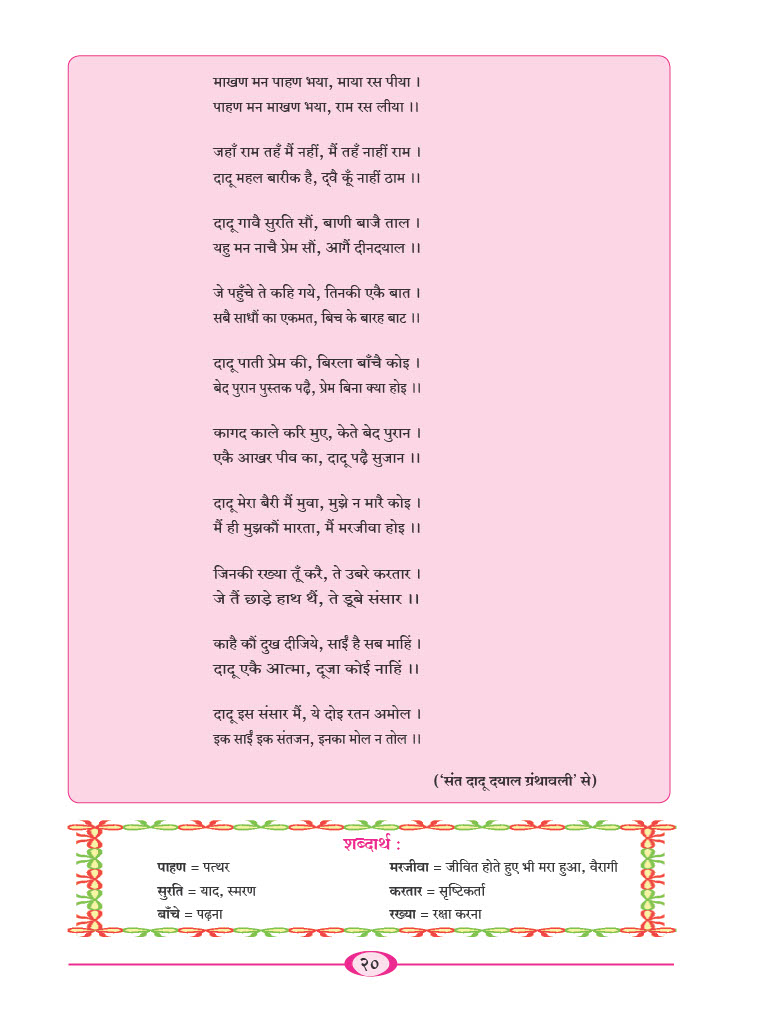 माखण मन पाहण भया, माया रस पीया ।
पाहण मन माखण भया, राम रस लीया ।।
जहाँ राम तहँ मैं नहीं, मैं तहँ नाहीं राम ।
दादू महल बारीक है, द्‌वै कूँ नाहीं ठाम ।।
दादू गावै सुरति सौं, बाणी बाजै ताल ।
यहु मन नाचै प्रेम सौं, आगैं दीनदयाल ।।
जे पहुँचे ते कहि गये, तिनकी एकै बात ।
सबै साधौं का एकमत, बिच के बारह बाट ।।
दादू पाती प्रेम की, बिरला बाँचै कोइ ।
बेद पुरान पुस्तक पढ़ै, प्रेम बिना क्या होइ ।।
कागद काले करि मुए, केते बेद पुरान ।
एकै आखर पीव का, दादू पढ़ै सुजान ।।
दादू मेरा बैरी मैं मुवा, मुझे न मारै कोइ ।
मैं ही मुझकौं मारता, मैं मरजीवा होइ ।।
जिनकी रख्या तूँ करै, ते उबरे करतार ।
जे तैं छाड़े हाथ थैं, ते डूबे संसार ।।
काहै कौं दुख दीजिये, साईं है सब माहिं ।
दादू एकै आत्मा, दूजा कोई नाहिं ।।
दादू इस संसार मैं, ये दोइ रतन अमोल ।
इक साईं इक संतजन, इनका मोल न तोल ।।
(‘संत दादू दयाल ग्रंथावली’ से)
शब्दार्थ :
पाहण = पत्थर मरजीवा = जीवित होते हुए भी मरा हुआ, वैरागी
सुरति = याद, स्मरण करतार = सृष्टिकर्ता
बाँचे = पढ़ना रख्या = रक्षा करना
२०